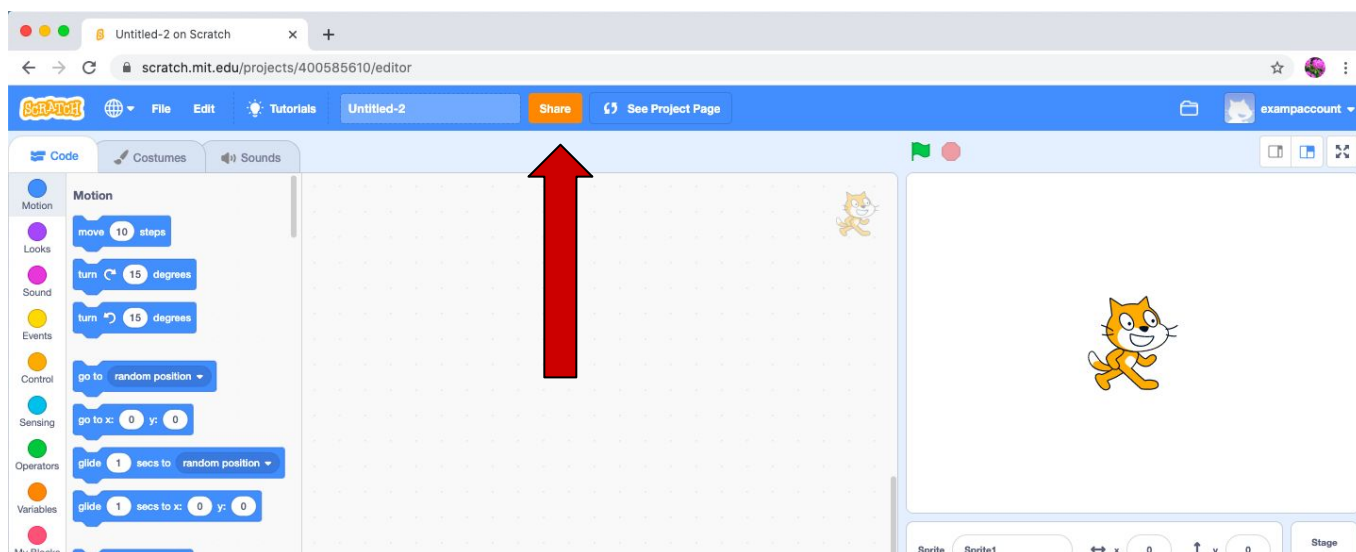 Untitled-2 on Scratch
scratch.mit.edu/projects/400585610/editor
SCRATCH File Edit Tutorials Untitled-2 Share See Project Page exampaccount
Code Costumes Sounds
Motion
Looks
Sound
Events
Control
Sensing
Operators
Variables
My Blocks
Motion
move 10 steps
turn 15 degrees
turn 15 degrees
go to random position
go to x: 0 y: 0
glide 1 secs to random position
glide 1 secs to x: 0 y: 0
Sprite Sprite1 x 0 y 0
Stage